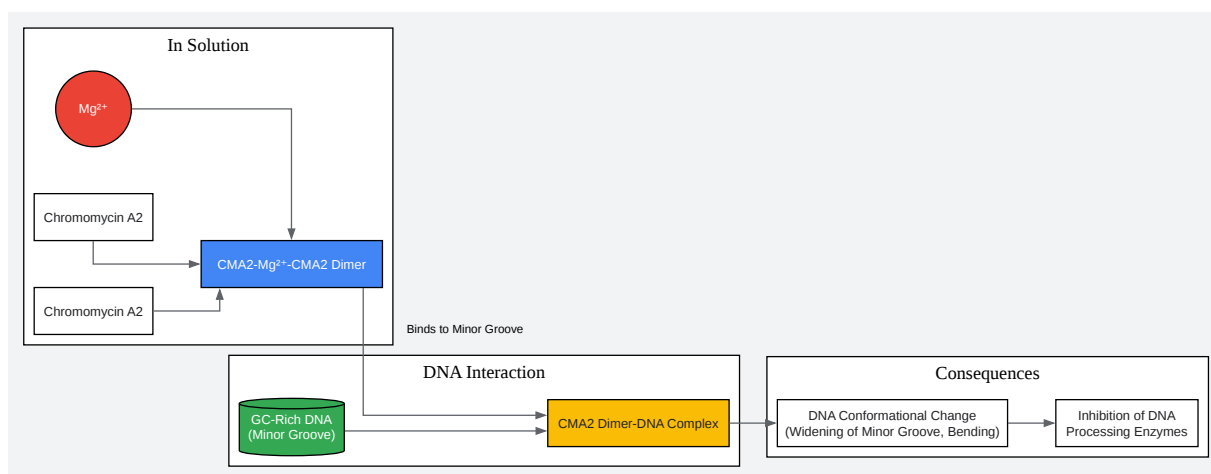 In Solution
Mg²⁺
Chromomycin A2
CMA2-Mg²⁺-CMA2 Dimer
Chromomycin A2
Binds to Minor Groove
DNA Interaction
GC-Rich DNA
(Minor Groove)
CMA2 Dimer-DNA Complex
Consequences
DNA Conformational Change
(Widening of Minor Groove, Bending)
Inhibition of DNA
Processing Enzymes